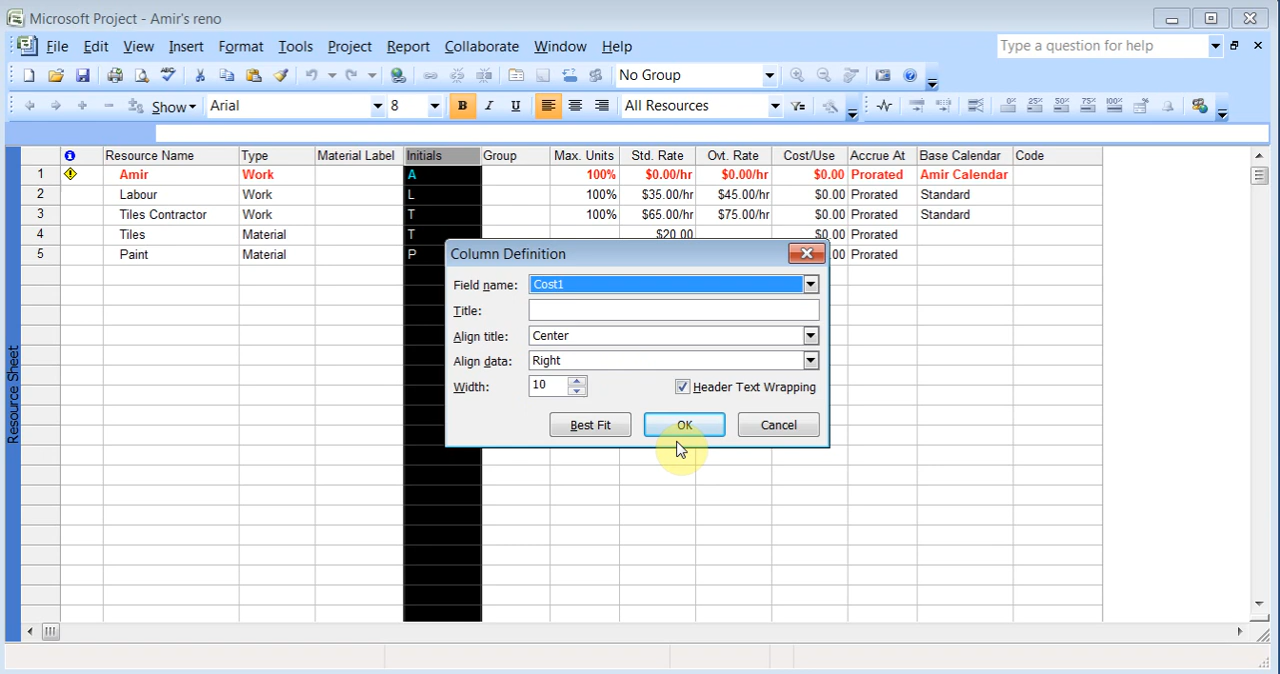 Microsoft Project - Amir's reno
File Edit View Insert Format Tools Project Report Collaborate Window Help Type a question for help
No Group
Show Arial 8 B I U All Resources 0% 25% 50% 75% 100%
Resource Name Type Material Label Initials Group Max. Units Std. Rate Ovt. Rate Cost/Use Accrue At Base Calendar Code
1 Amir Work A 100% $0.00/hr $0.00/hr $0.00 Prorated Amir Calendar
2 Labour Work L 100% $35.00/hr $45.00/hr $0.00 Prorated Standard
3 Tiles Contractor Work T 100% $65.00/hr $75.00/hr $0.00 Prorated Standard
4 Tiles Material T $20.00 $0.00 Prorated
5 Paint Material P .00 Prorated
Column Definition
Field name: Cost1
Title:
Align title: Center
Align data: Right
Width: 10 Header Text Wrapping
Best Fit OK Cancel
Resource Sheet